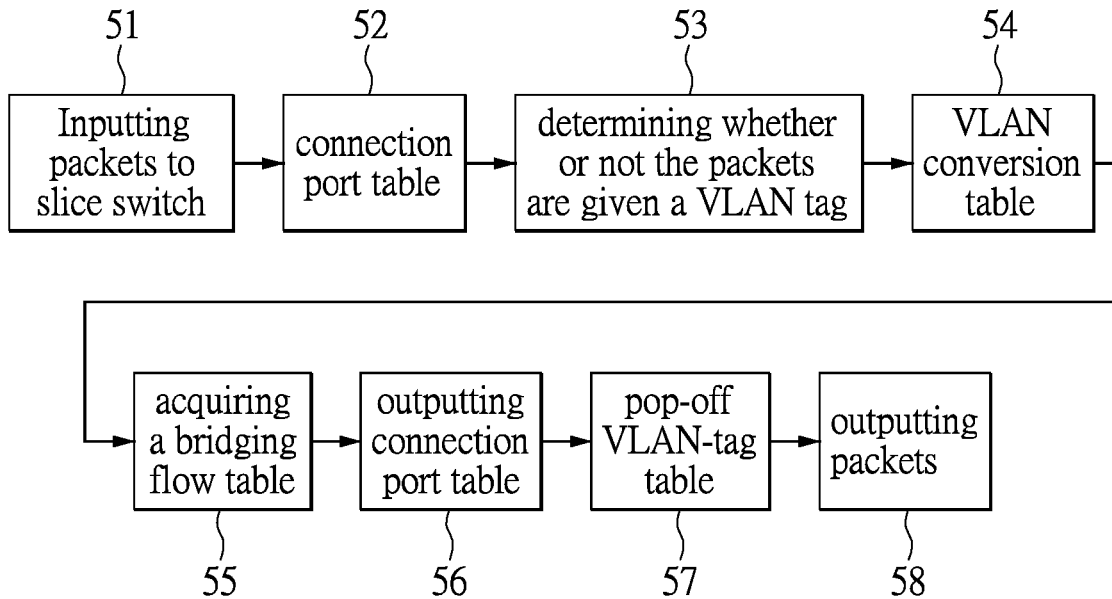 51
52
53
54
Inputting
packets to
slice switch
connection
port table
determining whether
or not the packets
are given a VLAN tag
VLAN
conversion
table
acquiring
a bridging
flow table
outputting
connection
port table
pop-off
VLAN-tag
table
outputting
packets
55
56
57
58